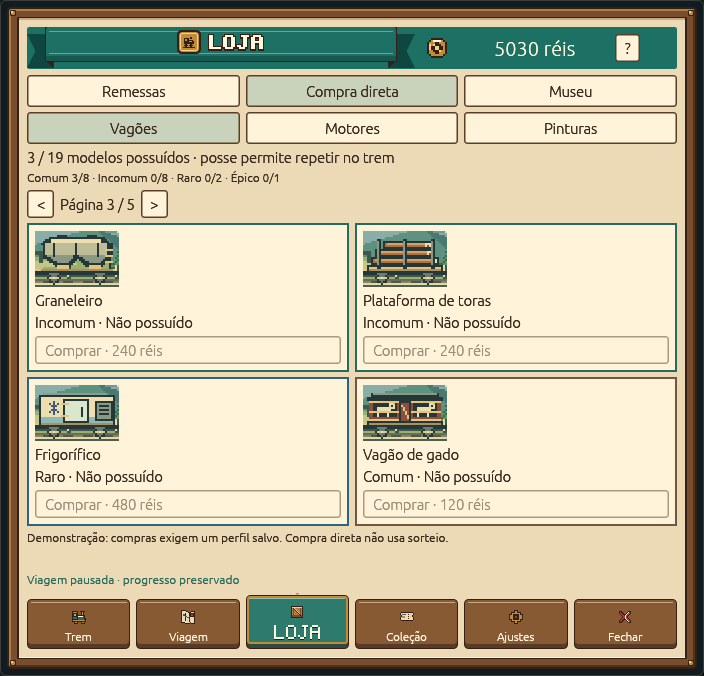 LOJA
5030 réis
?
Remessas
Compra direta
Museu
Vagões
Motores
Pinturas
3 / 19 modelos possuídos · posse permite repetir no trem
Comum 3/8 · Incomum 0/8 · Raro 0/2 · Épico 0/1
< Página 3 / 5 >
Graneleiro
Incomum · Não possuído
Comprar · 240 réis
Plataforma de toras
Incomum · Não possuído
Comprar · 240 réis
Frigorífico
Raro · Não possuído
Comprar · 480 réis
Vagão de gado
Comum · Não possuído
Comprar · 120 réis
Demonstração: compras exigem um perfil salvo. Compra direta não usa sorteio.
Viagem pausada · progresso preservado
Trem
Viagem
LOJA
Coleção
Ajustes
Fechar